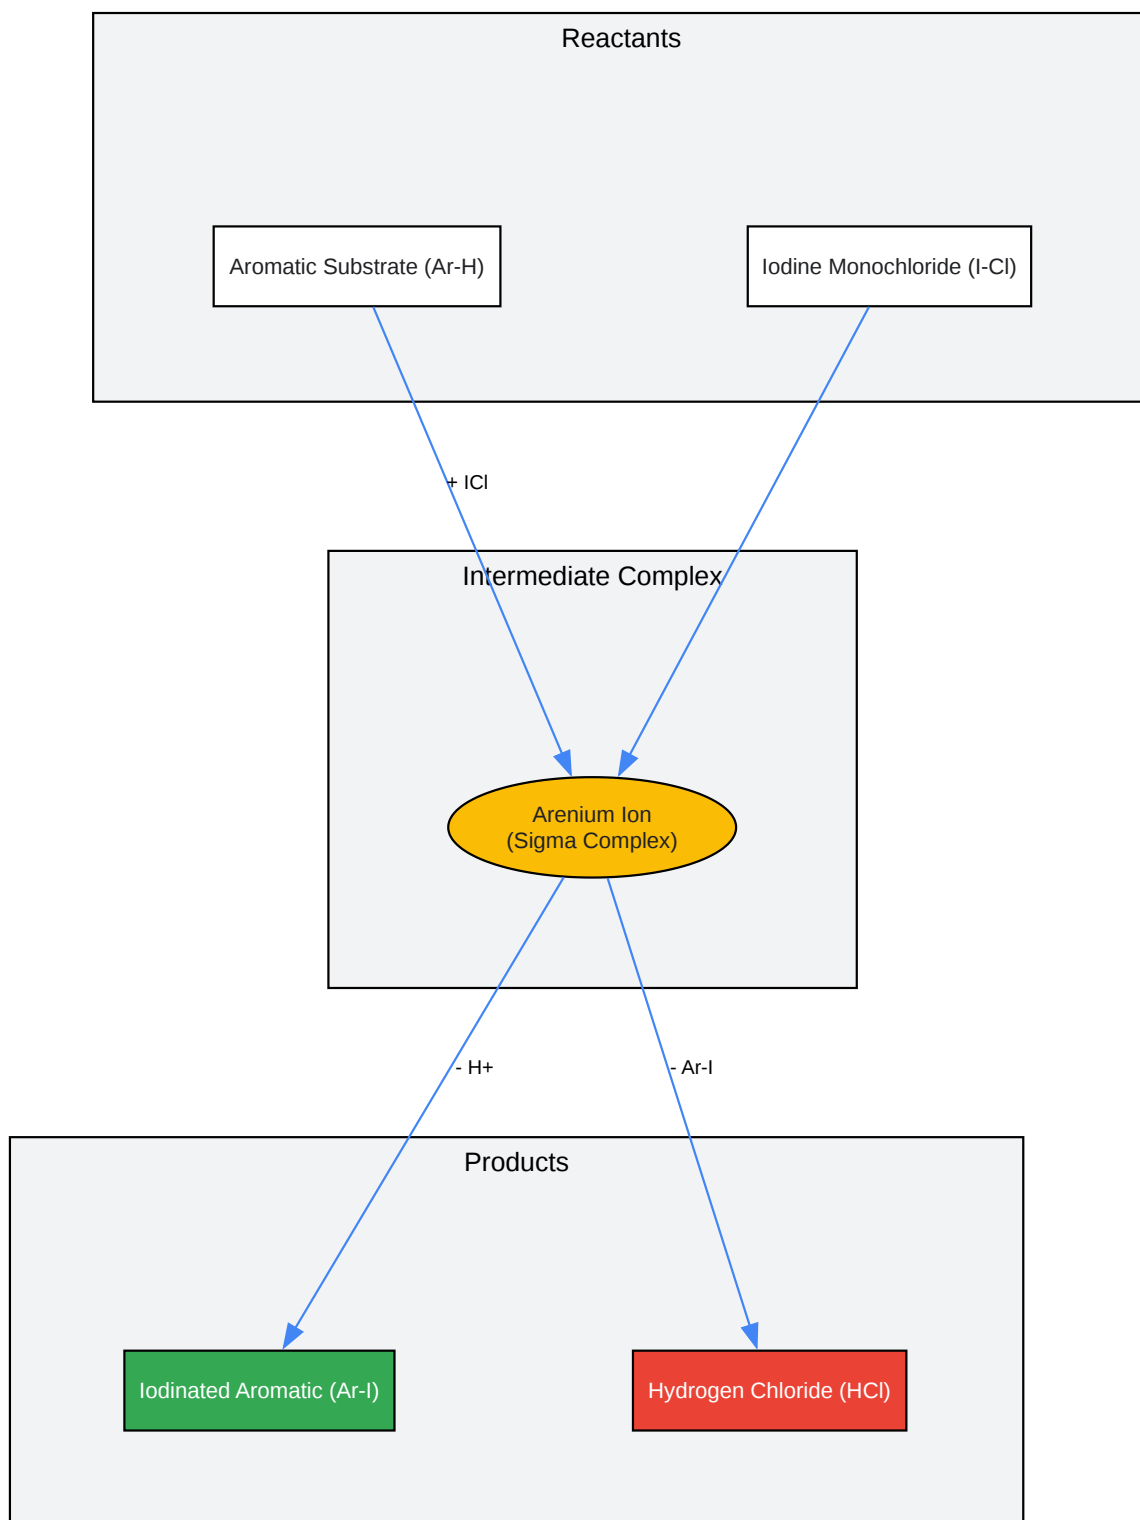 Reactants
Aromatic Substrate (Ar-H)
Iodine Monochloride (I-Cl)
+ ICl
Intermediate Complex
Arenium Ion
(Sigma Complex)
- H+
- Ar-I
Products
Iodinated Aromatic (Ar-I)
Hydrogen Chloride (HCl)